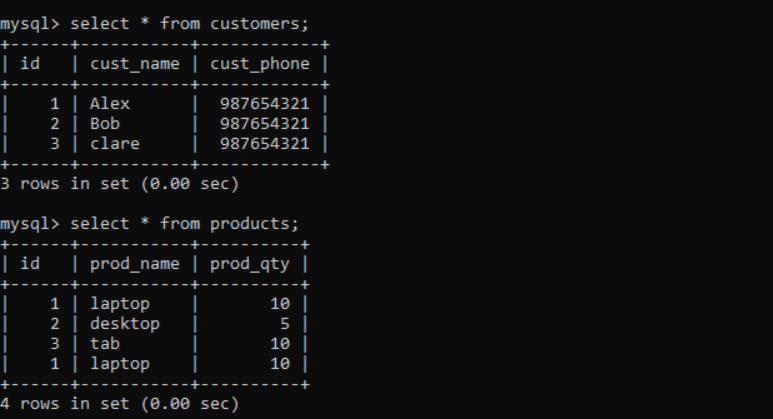 mysql> select * from customers;
+------+-----------+------------+
| id   | cust_name | cust_phone |
+------+-----------+------------+
|    1 | Alex      |  987654321 |
|    2 | Bob       |  987654321 |
|    3 | clare     |  987654321 |
+------+-----------+------------+
3 rows in set (0.00 sec)
mysql> select * from products;
+------+-----------+----------+
| id   | prod_name | prod_qty |
+------+-----------+----------+
|    1 | laptop    |       10 |
|    2 | desktop   |        5 |
|    3 | tab       |       10 |
|    1 | laptop    |       10 |
+------+-----------+----------+
4 rows in set (0.00 sec)